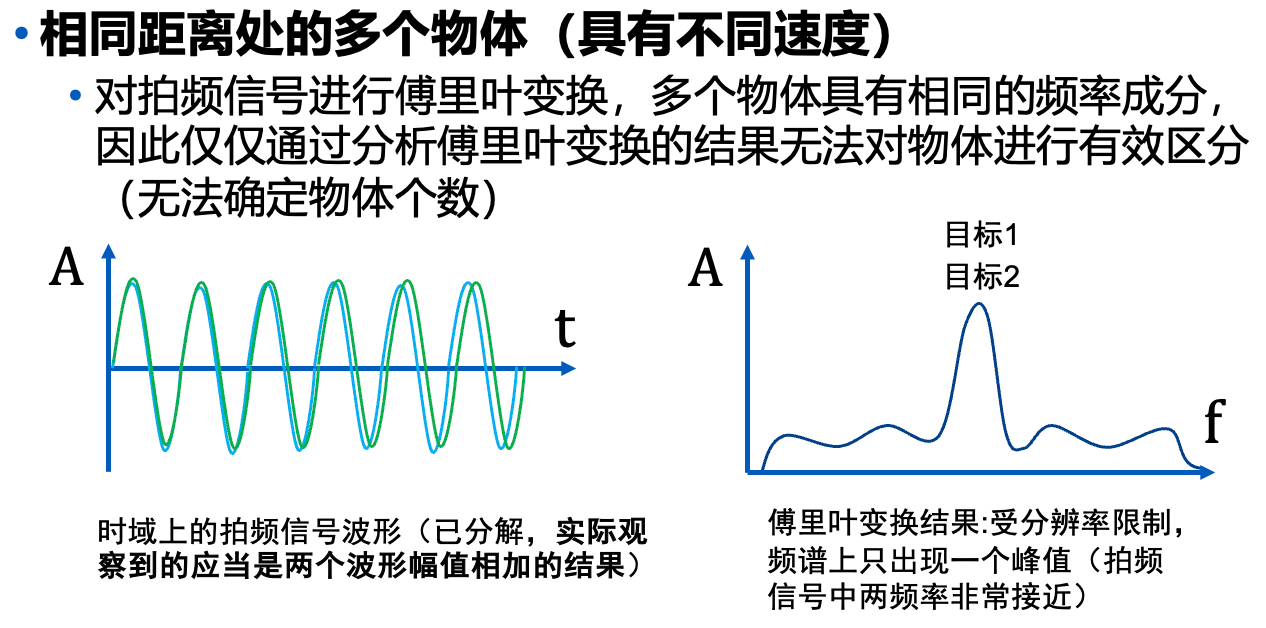 • 相同距离处的多个物体（具有不同速度）
• 对拍频信号进行傅里叶变换，多个物体具有相同的频率成分，
因此仅仅通过分析傅里叶变换的结果无法对物体进行有效区分
（无法确定物体个数）
A
t
时域上的拍频信号波形（已分解，实际观
察到的应当是两个波形幅值相加的结果）
A
目标1
目标2
f
傅里叶变换结果:受分辨率限制，
频谱上只出现一个峰值（拍频
信号中两频率非常接近）